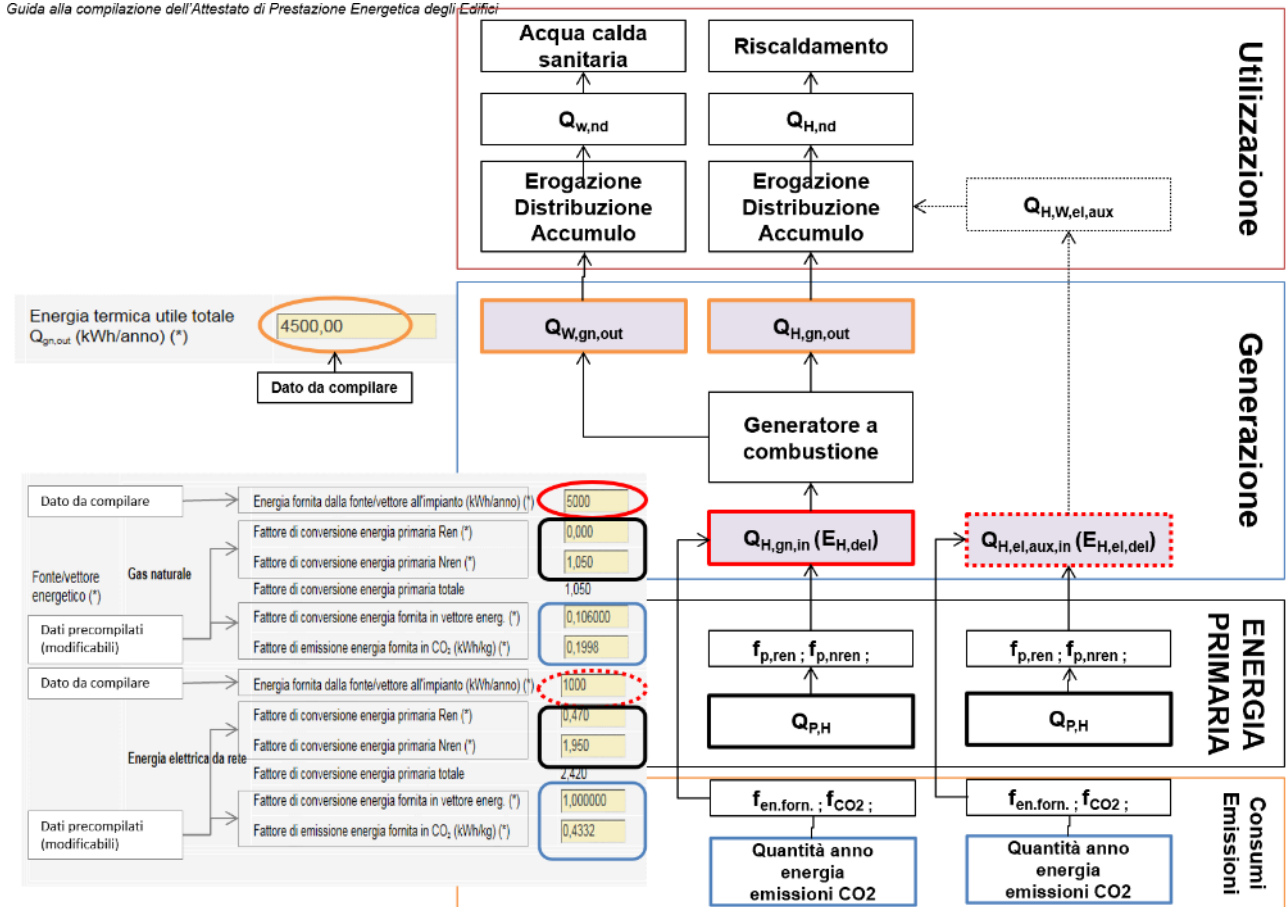 Guida alla compilazione dell'Attestato di Prestazione Energetica degli Edifici
Acqua calda
sanitaria
Riscaldamento
Qw,nd
QH,nd
Erogazione
Distribuzione
Accumulo
Erogazione
Distribuzione
Accumulo
QH,W,el,aux
Utilizzazione
Energia termica utile totale
Qgn,out (kWh/anno) (*)
4500,00
Dato da compilare
QW,gn,out
QH,gn,out
Generatore a
combustione
QH,gn,in (EH,del)
QH,el,aux,in (EH,el,del)
Generazione
Dato da compilare
Energia fornita dalla fonte/vettore all'impianto (kWh/anno) (*)
5000
Fattore di conversione energia primaria Ren (*)
0,000
Gas naturale
Fattore di conversione energia primaria Nren (*)
1,050
Fonte/vettore
energetico (*)
Fattore di conversione energia primaria totale
1,050
Dati precompilati
(modificabili)
Fattore di conversione energia fornita in vettore energ. (*)
0,106000
Fattore di emissione energia fornita in CO₂ (kWh/kg) (*)
0,1998
Dato da compilare
Energia fornita dalla fonte/vettore all'impianto (kWh/anno) (*)
1000
Fattore di conversione energia primaria Ren (*)
0,470
Energia elettrica da rete
Fattore di conversione energia primaria Nren (*)
1,950
Fattore di conversione energia primaria totale
2,420
Dati precompilati
(modificabili)
Fattore di conversione energia fornita in vettore energ. (*)
1,000000
Fattore di emissione energia fornita in CO₂ (kWh/kg) (*)
0,4332
fp,ren ; fp,nren ;
fp,ren ; fp,nren ;
QP,H
QP,H
ENERGIA
PRIMARIA
fen.forn. ; fCO2 ;
fen.forn. ; fCO2 ;
Quantità anno
energia
emissioni CO2
Quantità anno
energia
emissioni CO2
Consumi
Emissioni